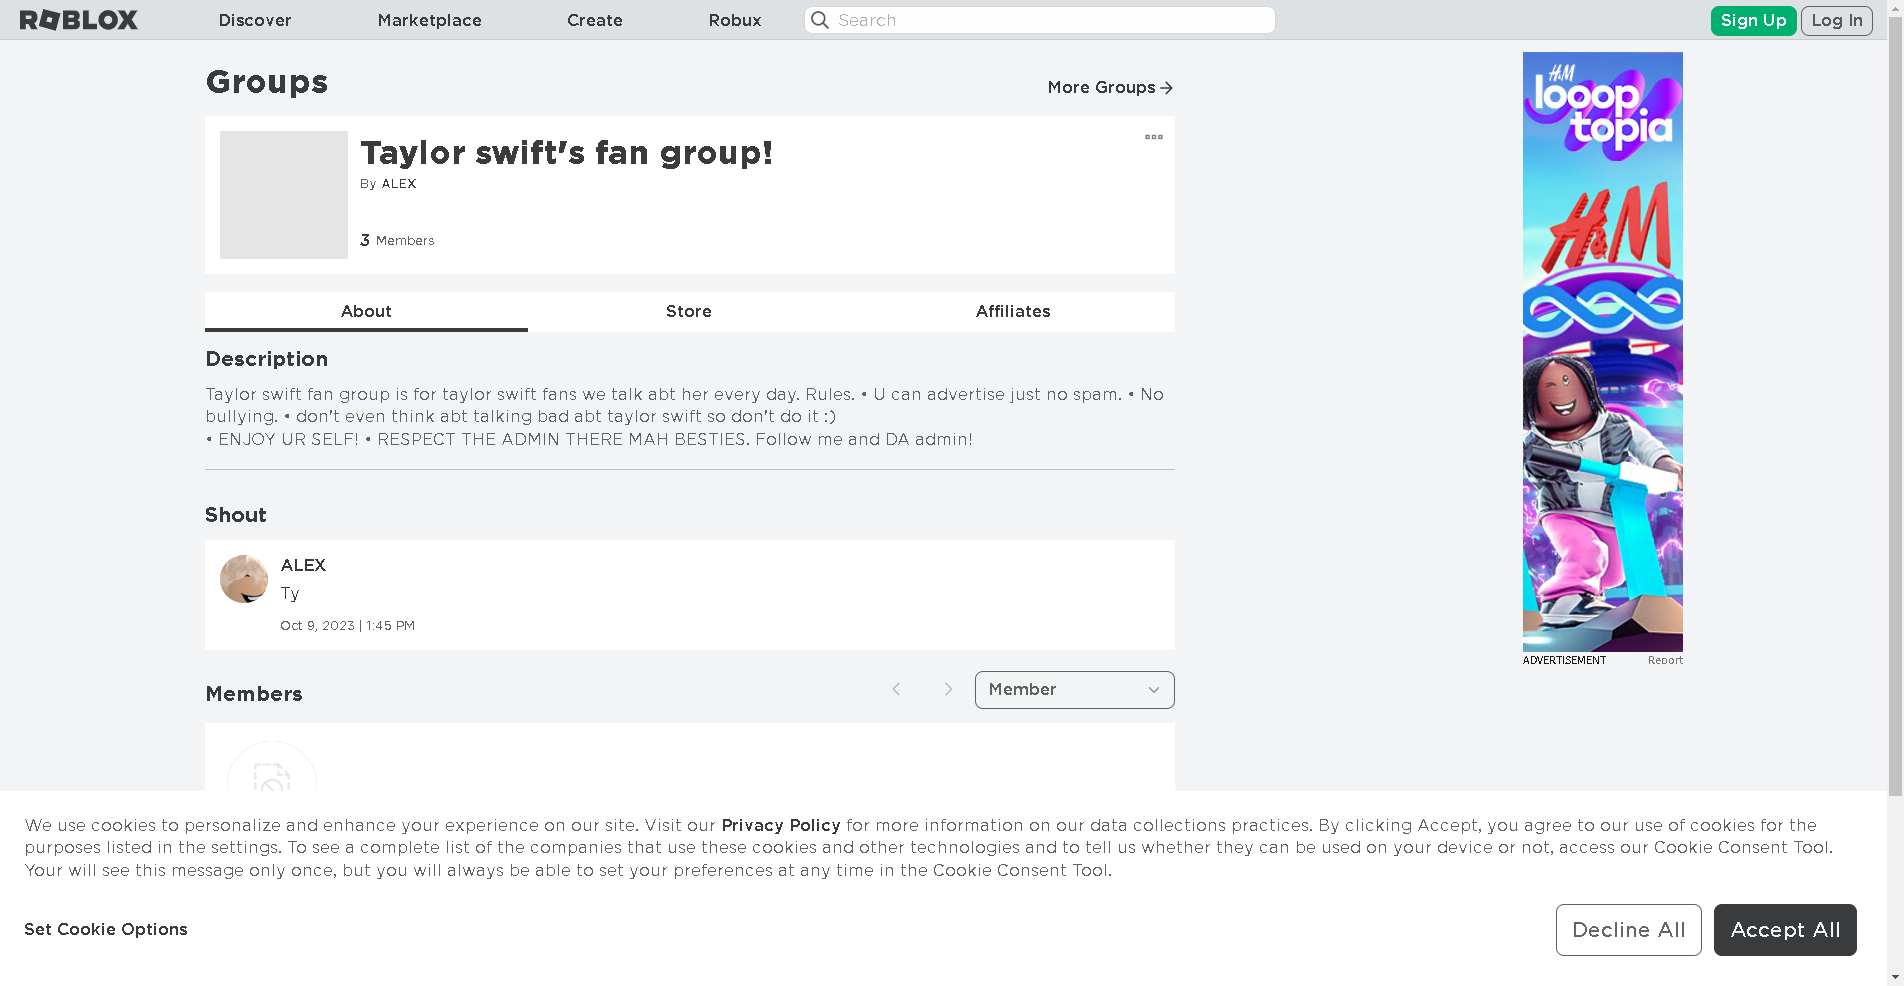 ROBLOX
Discover
Marketplace
Create
Robux
Search
Sign Up
Log In
Groups
More Groups
Taylor swift's fan group!
By ALEX
3 Members
About
Store
Affiliates
Description
Taylor swift fan group is for taylor swift fans we talk abt her every day. Rules. • U can advertise just no spam. • No
bullying. • don't even think abt talking bad abt taylor swift so don't do it :)
• ENJOY UR SELF! • RESPECT THE ADMIN THERE MAH BESTIES. Follow me and DA admin!
Shout
ALEX
Ty
Oct 9, 2023 | 1:45 PM
Members
Member
H&M
looop
topia
H&M
ADVERTISEMENT
Report
We use cookies to personalize and enhance your experience on our site. Visit our Privacy Policy for more information on our data collections practices. By clicking Accept, you agree to our use of cookies for the
purposes listed in the settings. To see a complete list of the companies that use these cookies and other technologies and to tell us whether they can be used on your device or not, access our Cookie Consent Tool.
Your will see this message only once, but you will always be able to set your preferences at any time in the Cookie Consent Tool.
Set Cookie Options
Decline All
Accept All